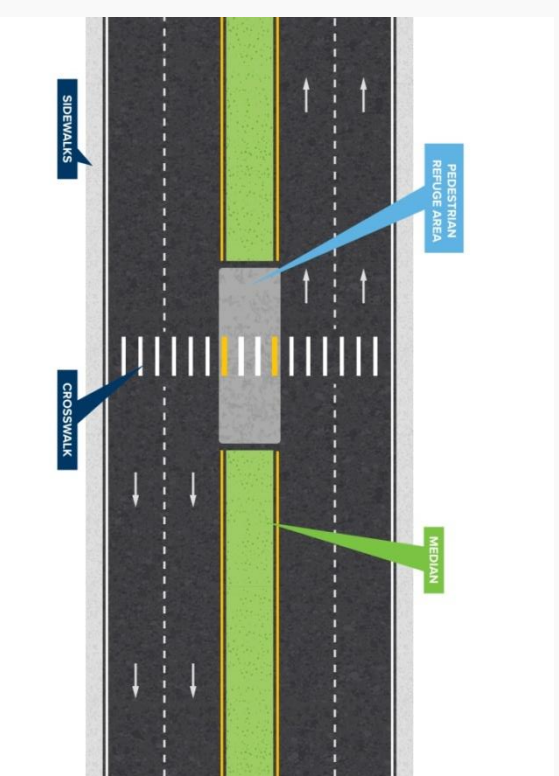 SIDEWALKS
PEDESTRIAN
REFUGE AREA
CROSSWALK
MEDIAN